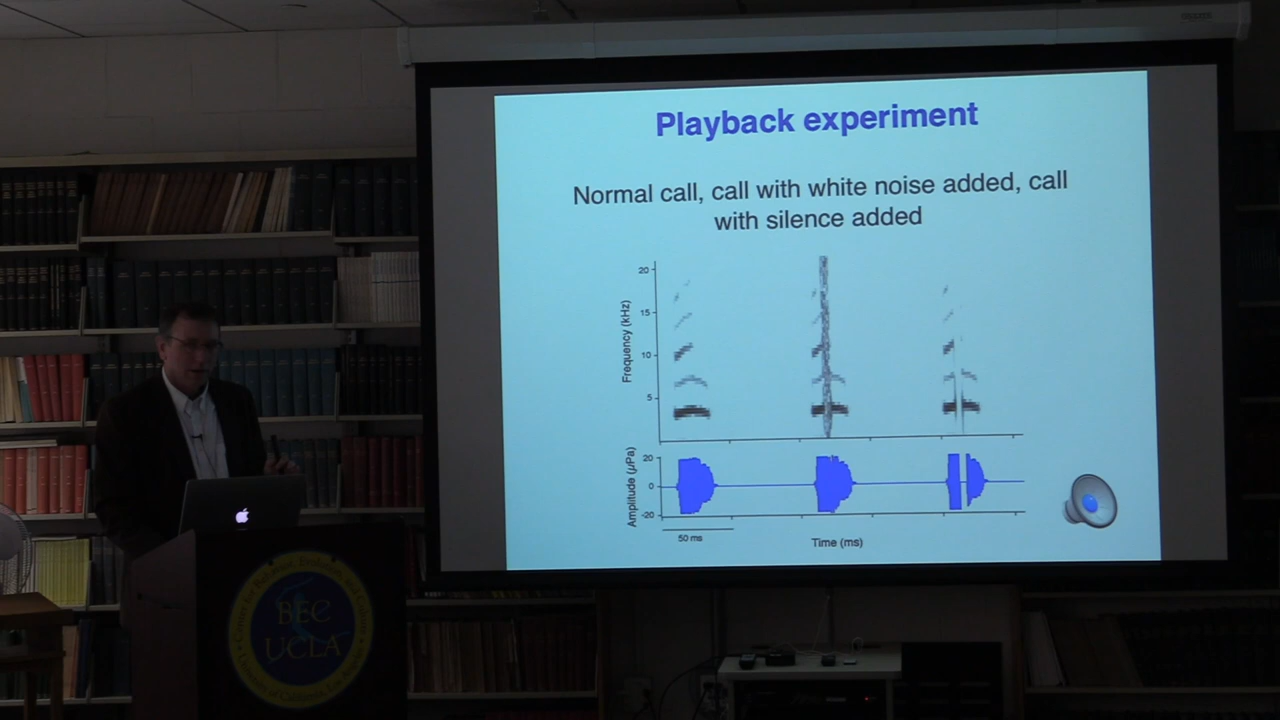 Playback experiment
Normal call, call with white noise added, call
with silence added
20
15
10
5
Frequency (kHz)
20
0
-20
Amplitude (µPa)
50 ms
Time (ms)
BEC
UCLA